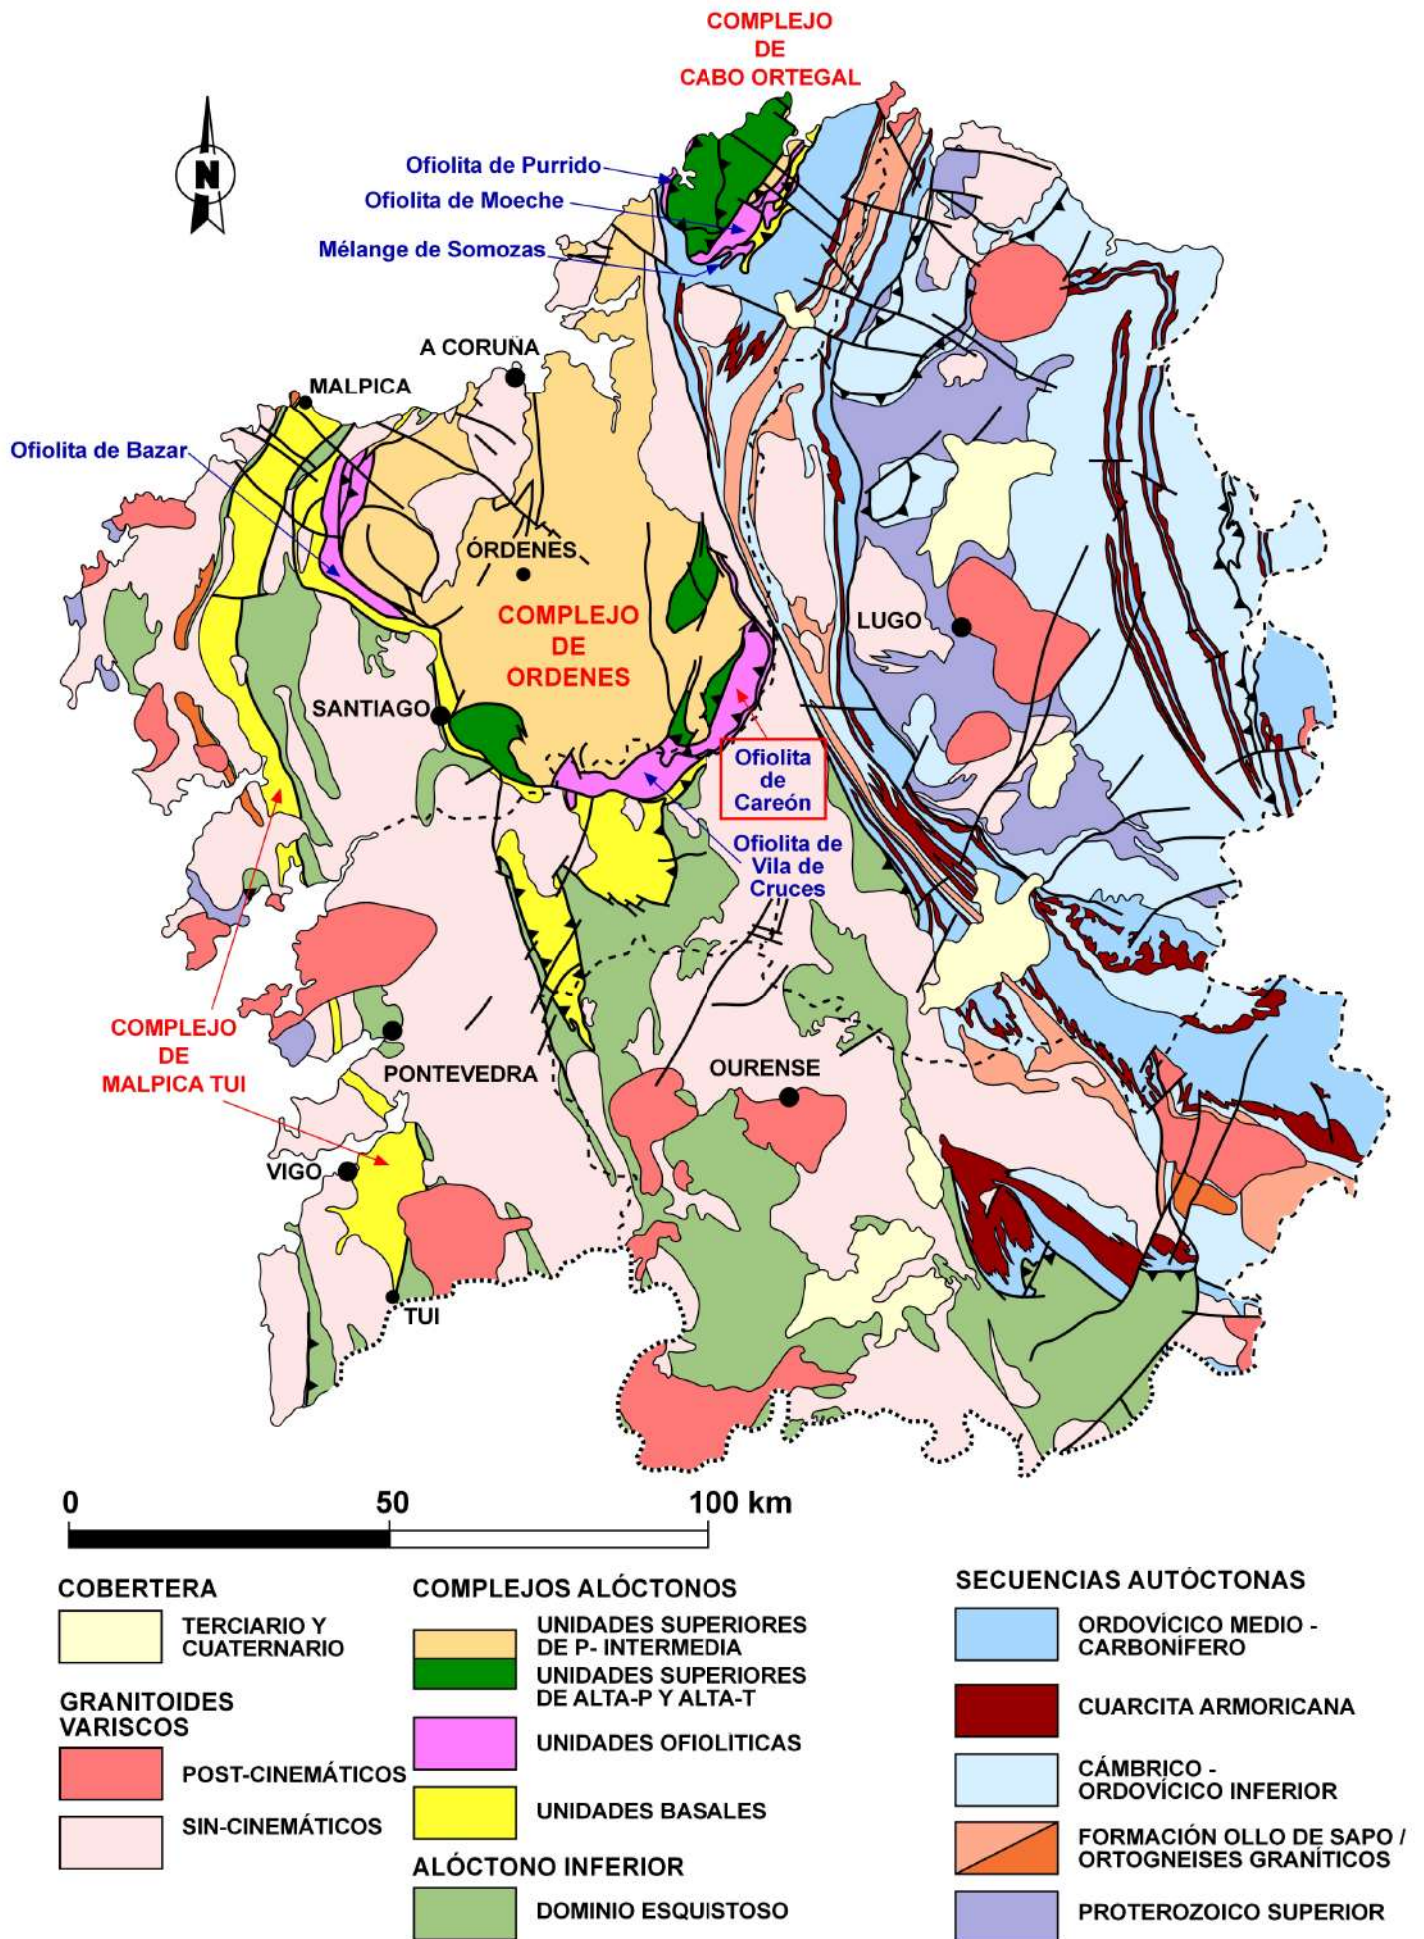 COMPLEJO
DE
CABO ORTEGAL
N
Ofiolita de Purrido
Ofiolita de Moeche
Mélange de Somozas
A CORUÑA
MALPICA
Ofiolita de Bazar
ÓRDENES
COMPLEJO
DE
ORDENES
LUGO
SANTIAGO
Ofiolita
de
Careón
Ofiolita de
Vila de
Cruces
COMPLEJO
DE
MALPICA TUI
PONTEVEDRA
OURENSE
VIGO
TUI
0 50 100 km
COBERTERA
TERCIARIO Y
CUATERNARIO
GRANITOIDES
VARISCOS
POST-CINEMÁTICOS
SIN-CINEMÁTICOS
COMPLEJOS ALÓCTONOS
UNIDADES SUPERIORES
DE P- INTERMEDIA
UNIDADES SUPERIORES
DE ALTA-P Y ALTA-T
UNIDADES OFIOLÍTICAS
UNIDADES BASALES
ALÓCTONO INFERIOR
DOMINIO ESQUISTOSO
SECUENCIAS AUTÓCTONAS
ORDOVÍCICO MEDIO -
CARBONÍFERO
CUARCITA ARMORICANA
CÁMBRICO -
ORDOVÍCICO INFERIOR
FORMACIÓN OLLO DE SAPO /
ORTOGNEISES GRANÍTICOS
PROTEROZOICO SUPERIOR